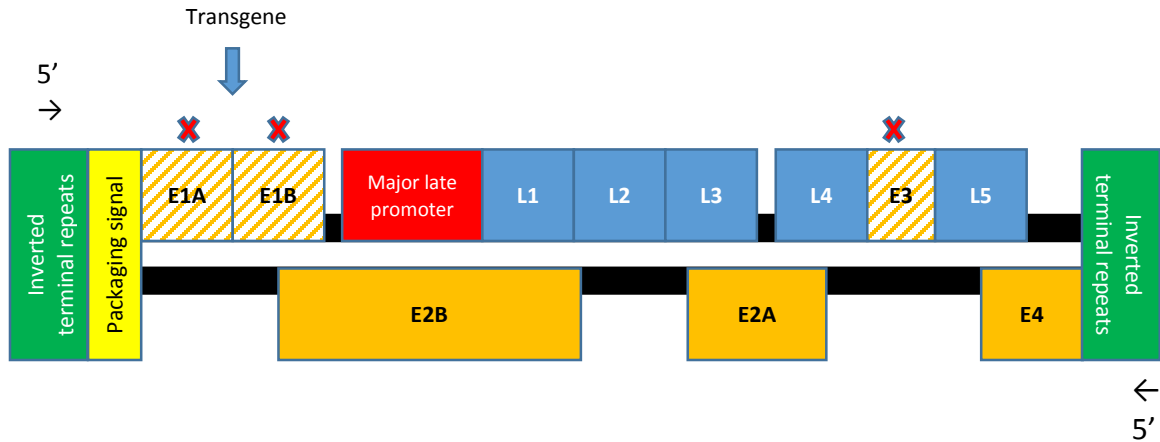 Transgene
5’
Inverted
terminal repeats
Packaging signal
E1A
E1B
Major late
promoter
L1
L2
L3
L4
E3
L5
Inverted
terminal repeats
E2B
E2A
E4
5’